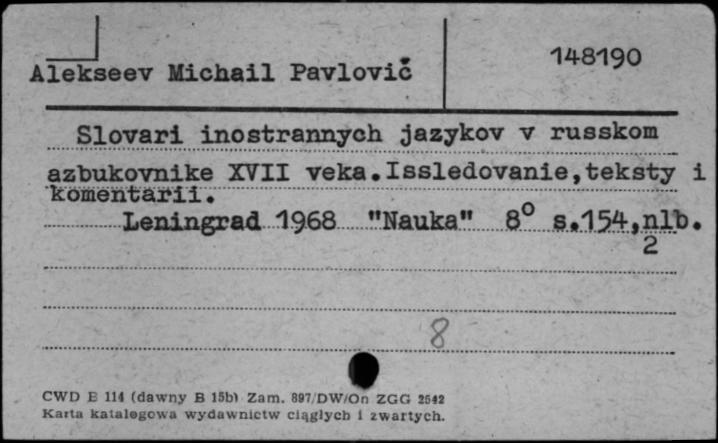 148190
Alekseev Michail Pavlovič
Slovari inostrannych jazykov v russkom
azbukovnike XVII veka.Issledovanie,teksty i
komentarii.
Leningrad 1968 "Nauka" 8° s.154,nlb.
2
8
CWD E 114 (dawny B 15b) Zam. 897/DW/On ZGG 2542
Karta katalogowa wydawnictw ciągłych i zwartych.